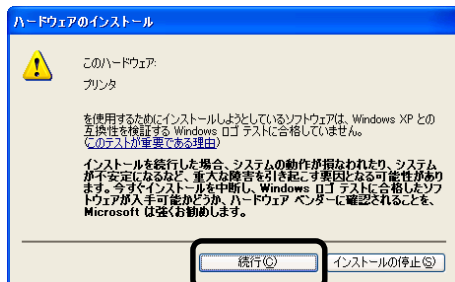 ハードウェアのインストール
このハードウェア:
プリンタ
を使用するためにインストールしようとしているソフトウェアは、Windows XP との
互換性を検証する Windows ロゴ テストに合格していません。
(このテストが重要である理由)
インストールを続行した場合、システムの動作が損なわれたり、システム
が不安定になるなど、重大な障害を引き起こす要因となる可能性があり
ます。今すぐインストールを中断し、Windows ロゴ テストに合格したソフ
トウェアが入手可能かどうか、ハードウェア ベンダーに確認されることを、
Microsoft は強くお勧めします。
続行(C)
インストールの停止(S)